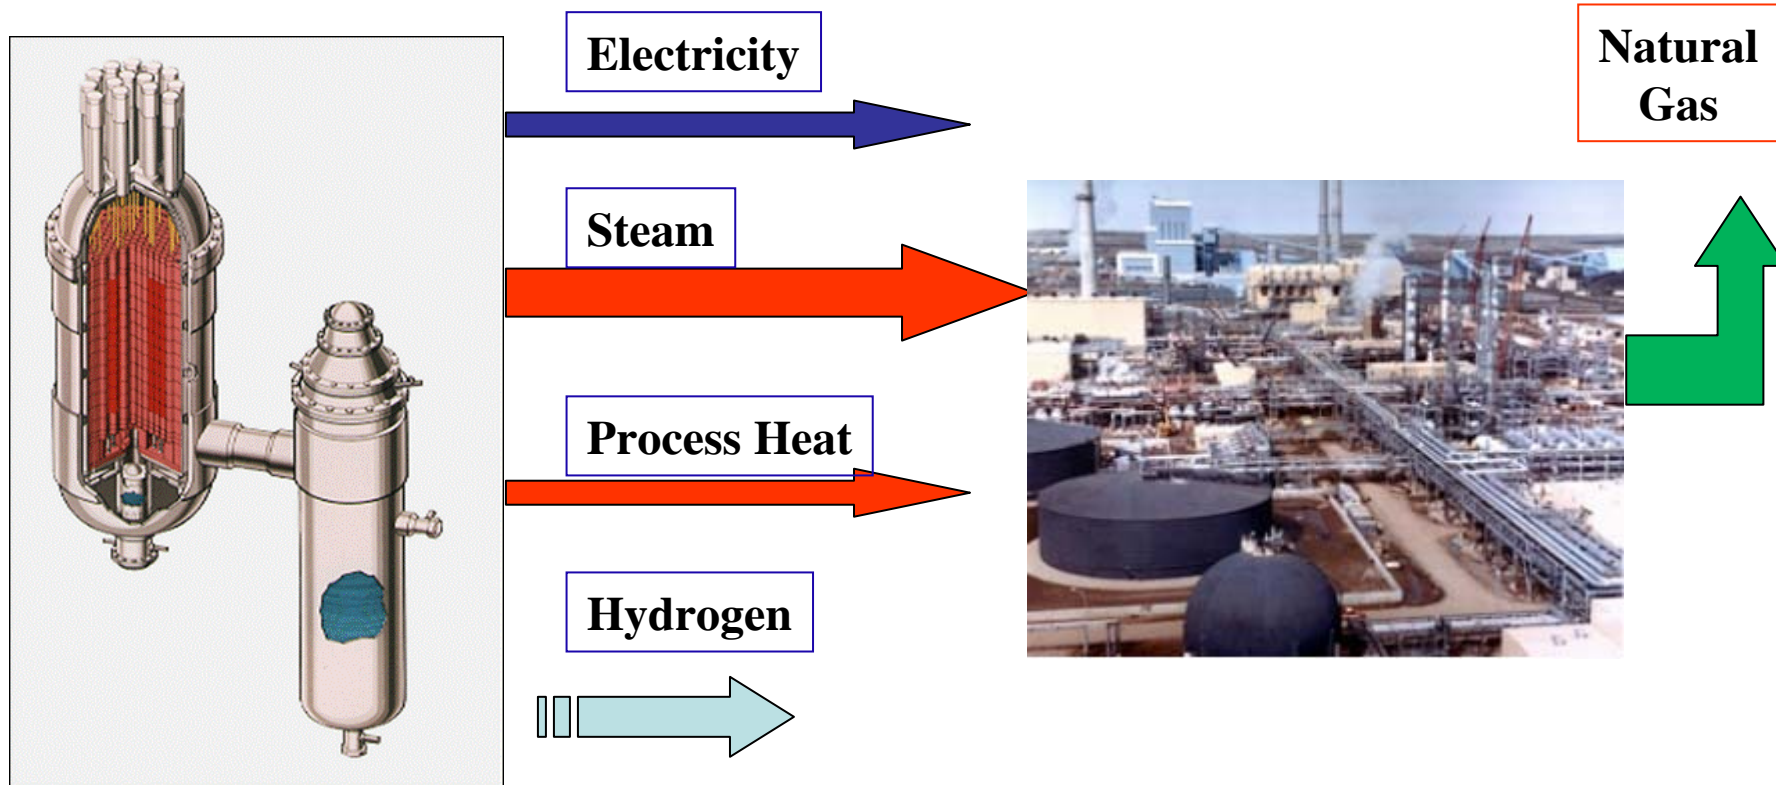 Electricity
Steam
Process Heat
Hydrogen
Natural
Gas